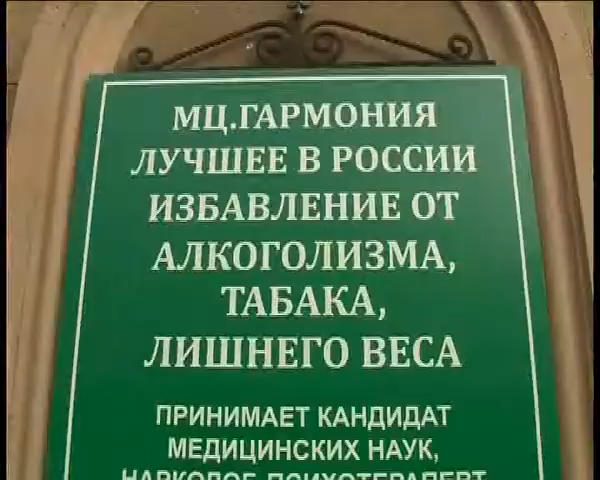 МЦ.ГАРМОНИЯ
ЛУЧШЕЕ В РОССИИ
ИЗБАВЛЕНИЕ ОТ
АЛКОГОЛИЗМА,
ТАБАКА,
ЛИШНЕГО ВЕСА
ПРИНИМАЕТ КАНДИДАТ
МЕДИЦИНСКИХ НАУК,
НАРКОЛОГ ПСИХОТЕРАПЕВТ